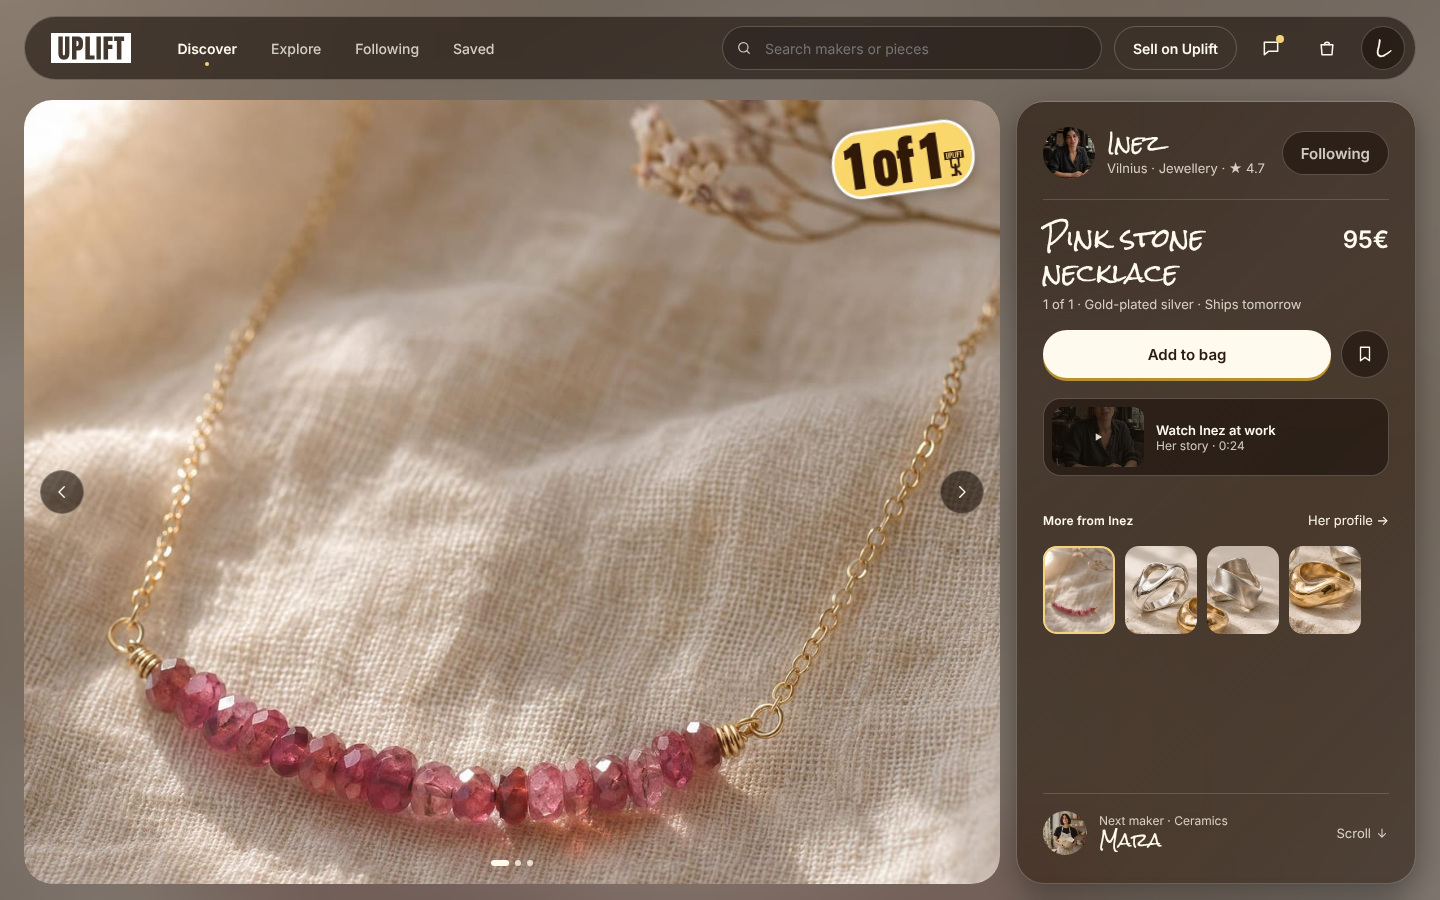 UPLIFT
Discover
Explore
Following
Saved
Search makers or pieces
Sell on Uplift
L
1 of 1
UPLIFT
Inez
Vilnius · Jewellery · ★ 4.7
Following
Pink stone
necklace
95€
1 of 1 · Gold-plated silver · Ships tomorrow
Add to bag
Watch Inez at work
Her story · 0:24
More from Inez
Her profile →
Next maker · Ceramics
Mara
Scroll ↓